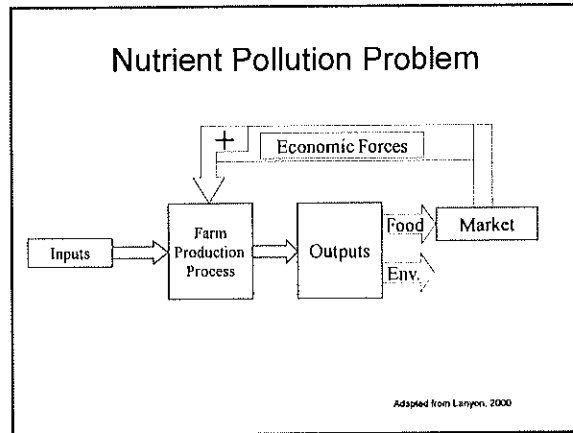 Nutrient Pollution Problem
+
Economic Forces
Inputs
Farm
Production
Process
Outputs
Food
Market
Env.
Adapted from Lanyon, 2000